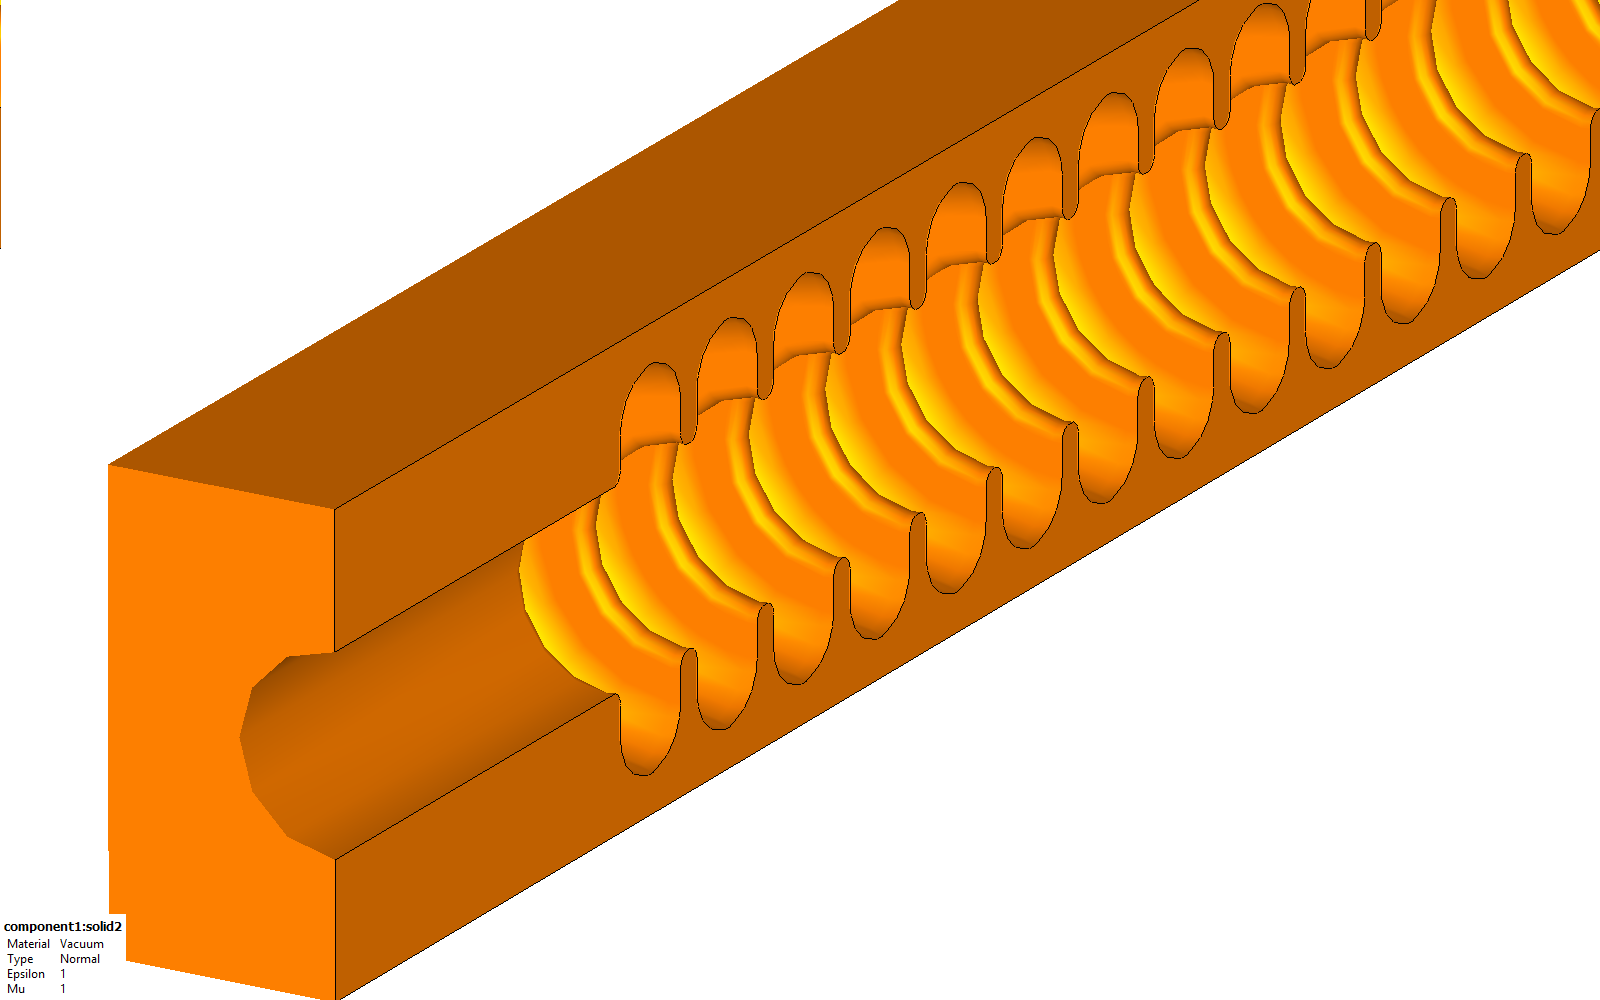 component1:solid2
Material Vacuum
Type Normal
Epsilon 1
Mu 1